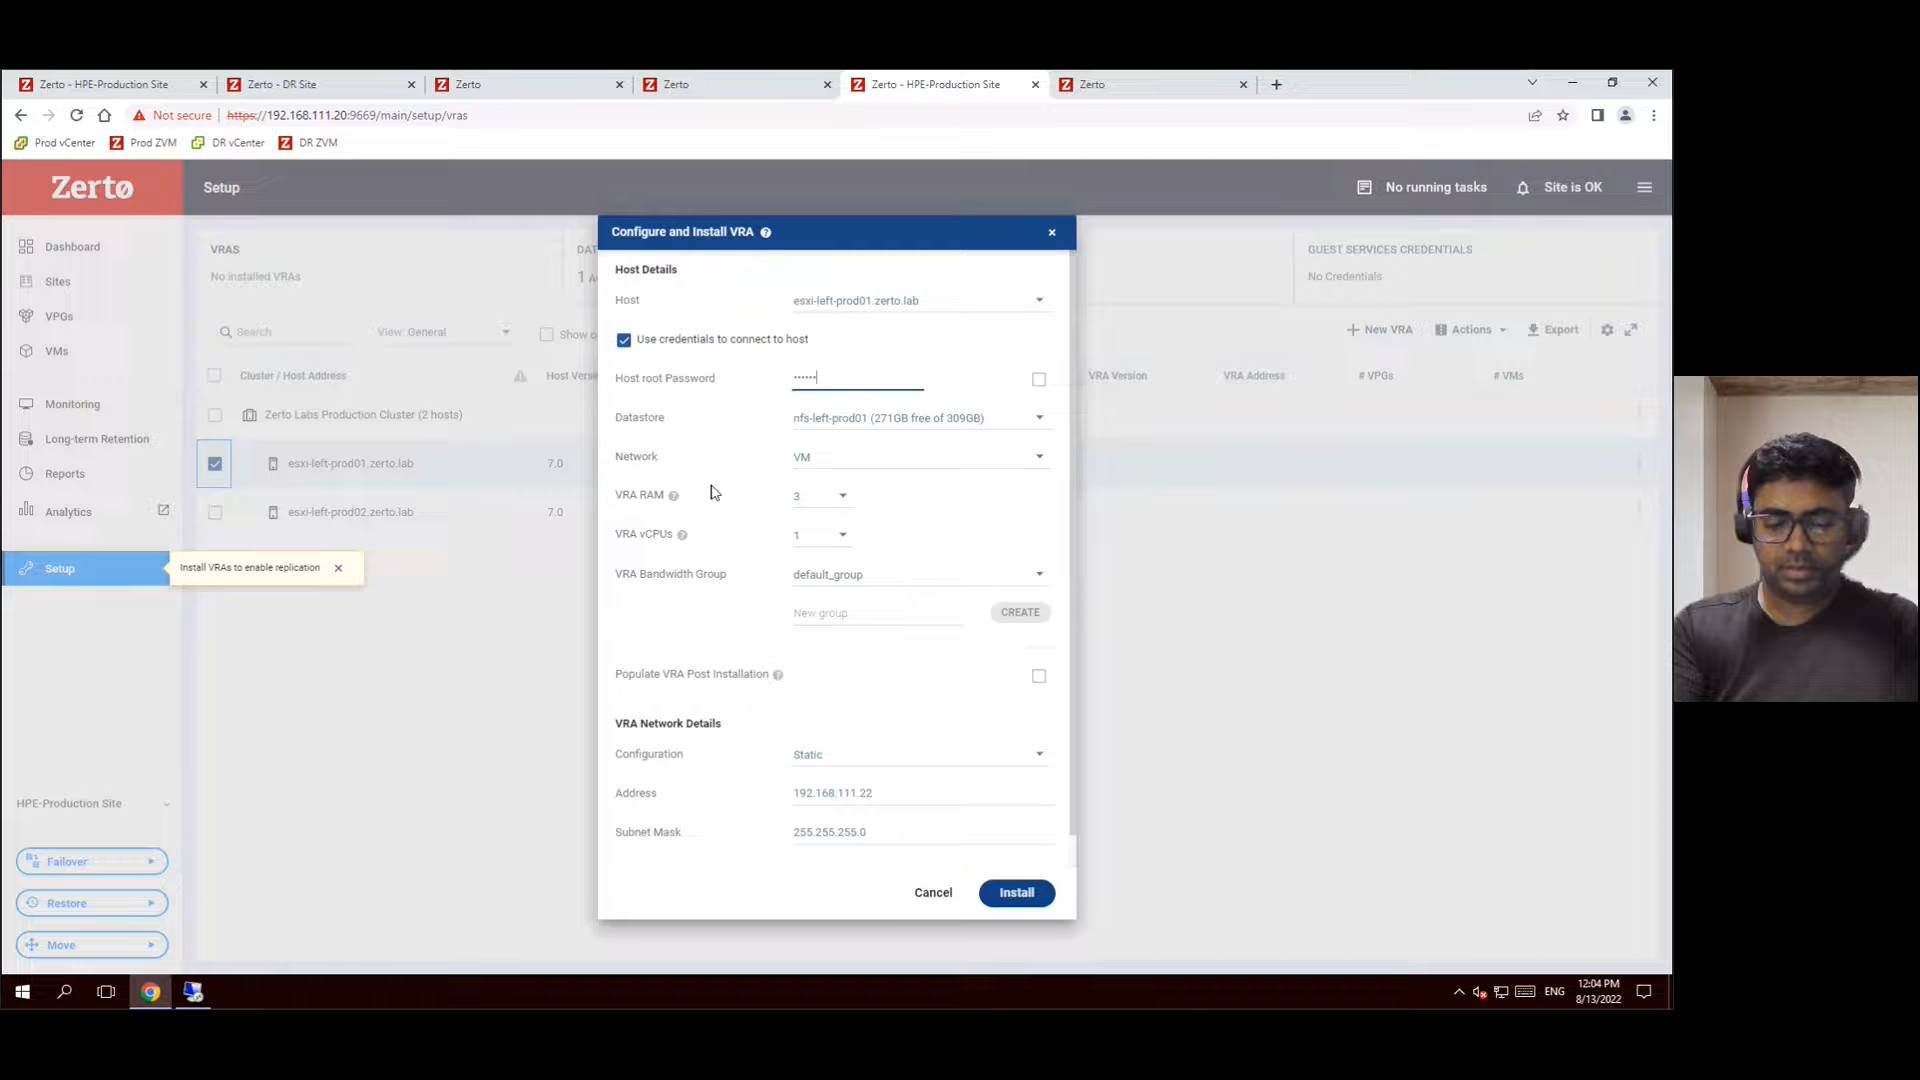 Zerto - HPE-Production Site
Zerto - DR Site
Zerto
Zerto
Zerto - HPE-Production Site
Zerto
Not secure
https://192.168.111.20:9669/main/setup/vras
Prod vCenter
Prod ZVM
DR vCenter
DR ZVM
Zerto
Setup
No running tasks
Site is OK
Dashboard
Sites
VPGs
VMs
Monitoring
Long-term Retention
Reports
Analytics
Setup
Install VRAs to enable replication
HPE-Production Site
Failover
Restore
Move
VRAS
No installed VRAs
DAT
1 A
GUEST SERVICES CREDENTIALS
No Credentials
Search
View: General
Show o
New VRA
Actions
Export
Cluster / Host Address
Host Versi
VRA Version
VRA Address
# VPGs
# VMs
Zerto Labs Production Cluster (2 hosts)
esxi-left-prod01.zerto.lab
7.0
esxi-left-prod02.zerto.lab
7.0
Configure and Install VRA
Host Details
Host
esxi-left-prod01.zerto.lab
Use credentials to connect to host
Host root Password
Datastore
nfs-left-prod01 (271GB free of 309GB)
Network
VM
VRA RAM
3
VRA vCPUs
1
VRA Bandwidth Group
default_group
New group
CREATE
Populate VRA Post Installation
VRA Network Details
Configuration
Static
Address
192.168.111.22
Subnet Mask
255.255.255.0
Cancel
Install
ENG
12:04 PM
8/13/2022